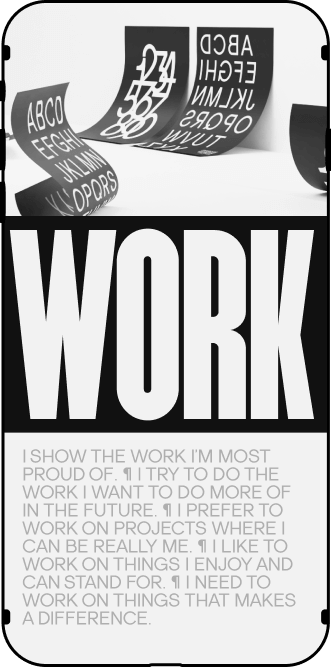 ABCD
EFGHI
JKLMN
OPQRS
TUVW
ABCD
EFGHI
JKLMN
OPQRS
WORK
I SHOW THE WORK I'M MOST
PROUD OF. ¶ I TRY TO DO THE
WORK I WANT TO DO MORE OF
IN THE FUTURE. ¶ I PREFER TO
WORK ON PROJECTS WHERE I
CAN BE REALLY ME. ¶ I LIKE TO
WORK ON THINGS I ENJOY AND
CAN STAND FOR. ¶ I NEED TO
WORK ON THINGS THAT MAKES
A DIFFERENCE.